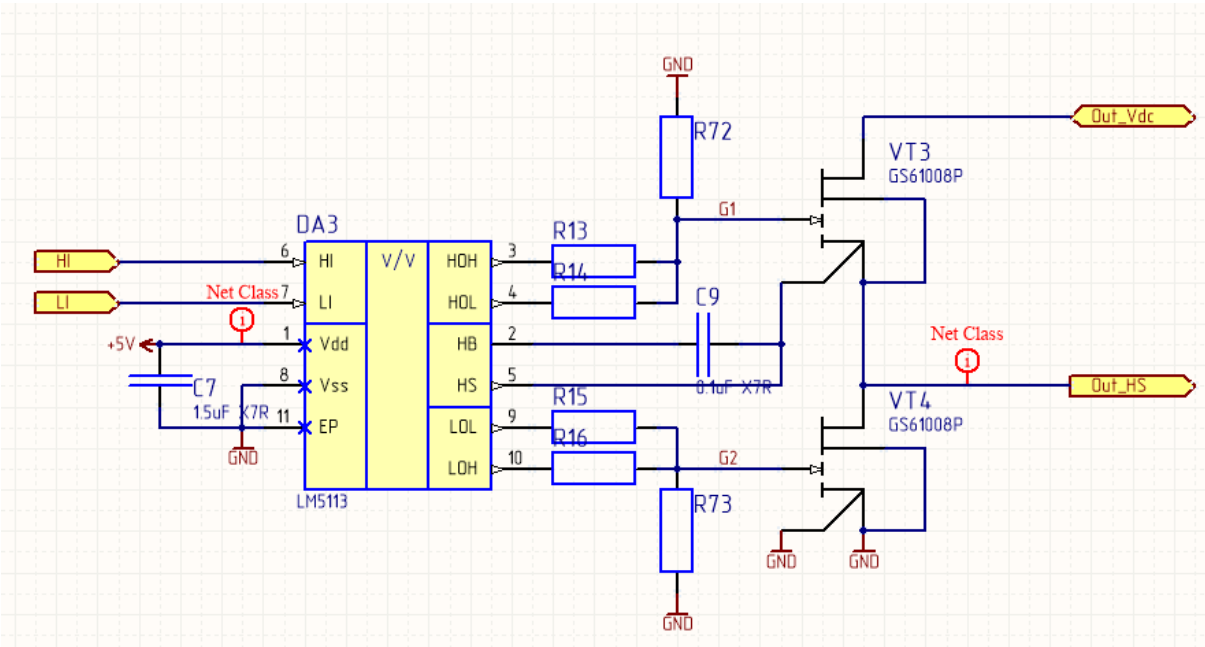 GND
R72
Out_Vdc
VT3
GS61008P
G1
DA3
R13
HI
6
HI
V/V
HOH
3
R14
LI
Net Class
7
LI
HOL
4
i
C9
+5V
1
Vdd
HB
2
Net Class
i
C7
1.5uF X7R
8
Vss
HS
5
0.1uF X7R
Out_HS
R15
VT4
GS61008P
11
EP
LOL
9
R16
GND
LOH
10
G2
LM5113
R73
GND
GND
GND